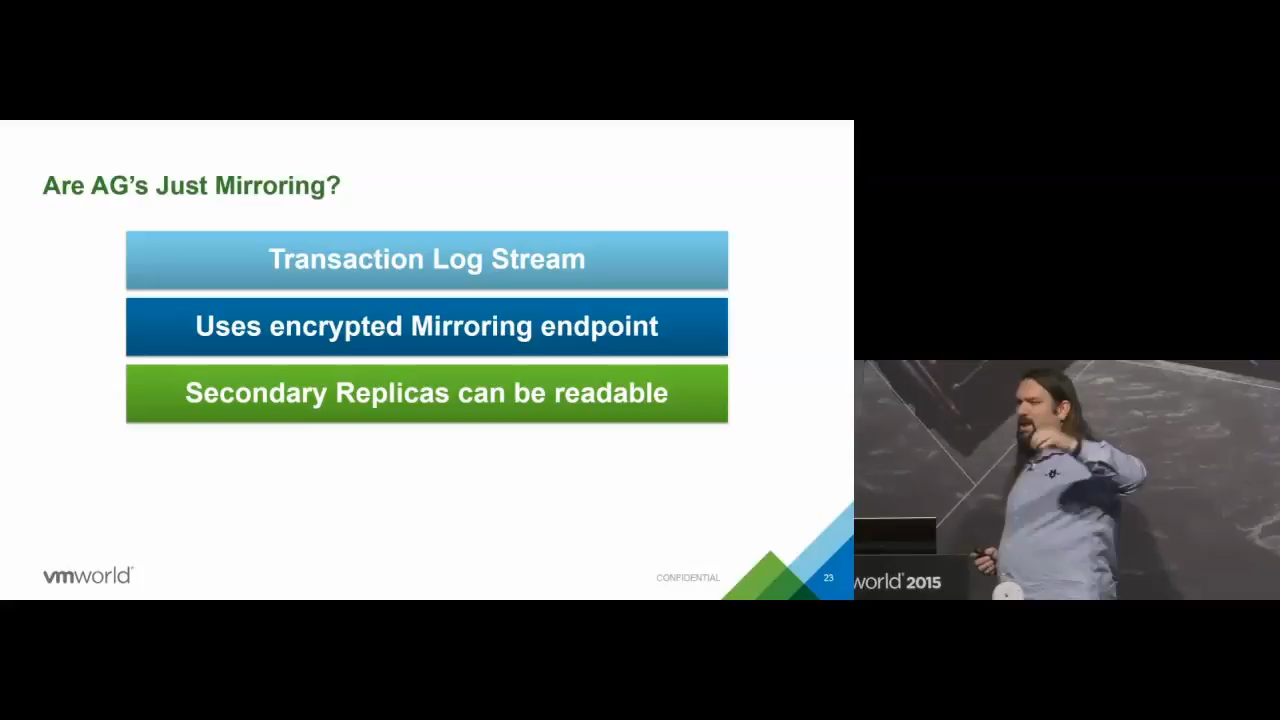 Are AG's Just Mirroring?
Transaction Log Stream
Uses encrypted Mirroring endpoint
Secondary Replicas can be readable
vmworld®
CONFIDENTIAL
23
world® 2015